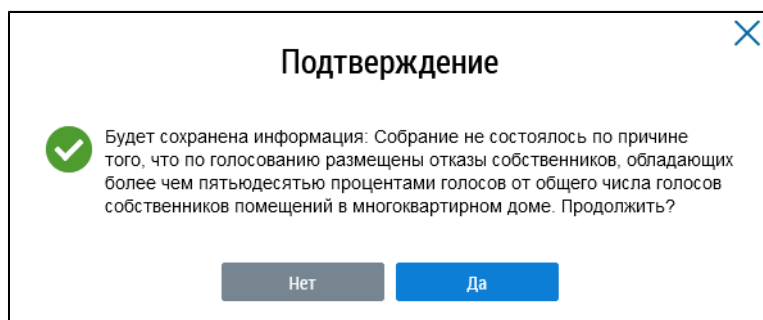 Подтверждение
Будет сохранена информация: Собрание не состоялось по причине
того, что по голосованию размещены отказы собственников, обладающих
более чем пятьюдесятью процентами голосов от общего числа голосов
собственников помещений в многоквартирном доме. Продолжить?
Нет
Да